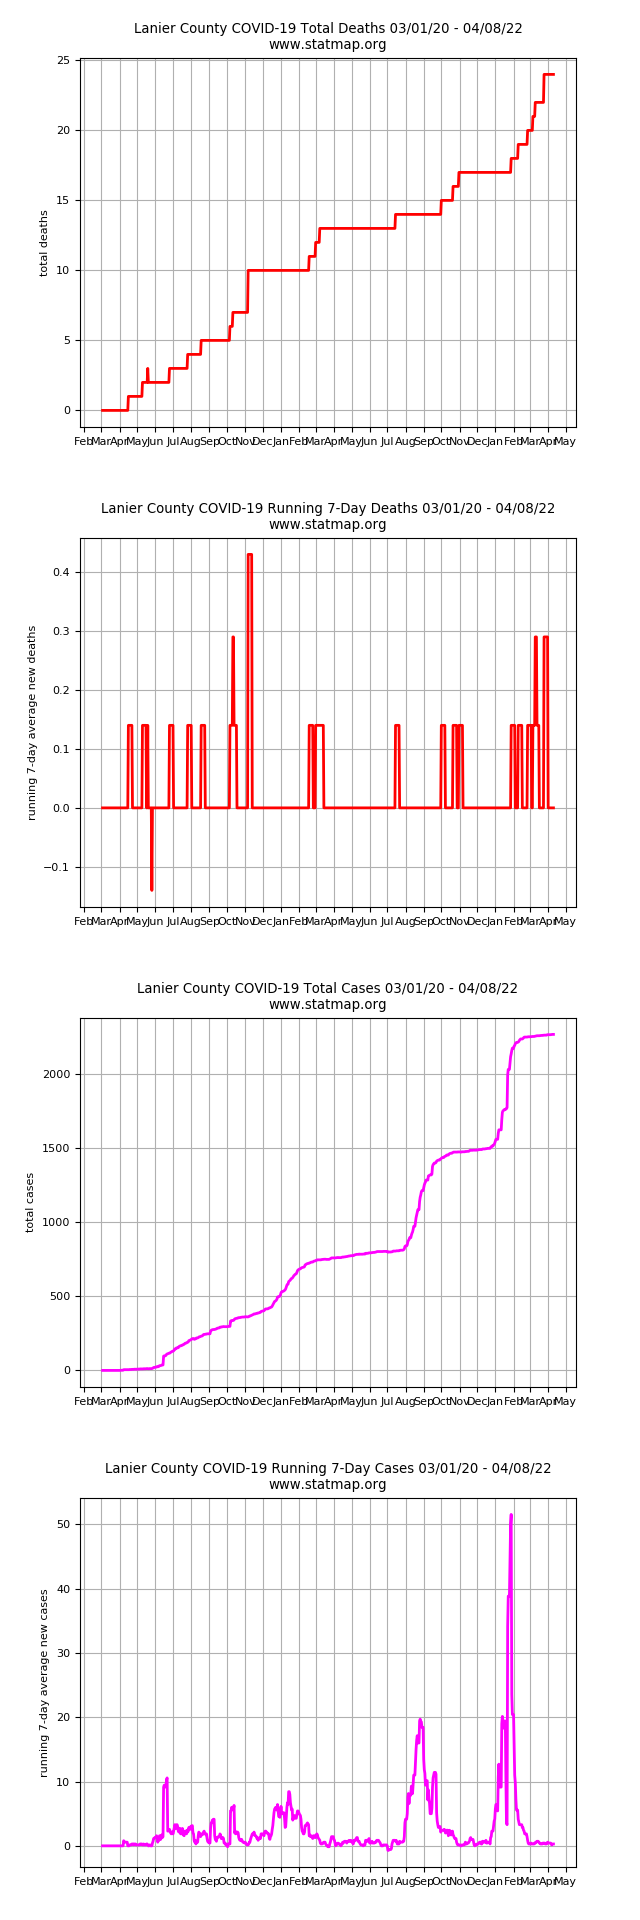 Lanier County COVID-19 Total Deaths 03/01/20 - 04/08/22
www.statmap.org
25
20
15
10
5
0
total deaths
Feb Mar Apr May Jun Jul Aug Sep Oct Nov Dec Jan Feb Mar Apr May Jun Jul Aug Sep Oct Nov Dec Jan Feb Mar Apr May
Lanier County COVID-19 Running 7-Day Deaths 03/01/20 - 04/08/22
www.statmap.org
0.4
0.3
0.2
0.1
0.0
−0.1
running 7-day average new deaths
Feb Mar Apr May Jun Jul Aug Sep Oct Nov Dec Jan Feb Mar Apr May Jun Jul Aug Sep Oct Nov Dec Jan Feb Mar Apr May
Lanier County COVID-19 Total Cases 03/01/20 - 04/08/22
www.statmap.org
2000
1500
1000
500
0
total cases
Feb Mar Apr May Jun Jul Aug Sep Oct Nov Dec Jan Feb Mar Apr May Jun Jul Aug Sep Oct Nov Dec Jan Feb Mar Apr May
Lanier County COVID-19 Running 7-Day Cases 03/01/20 - 04/08/22
www.statmap.org
50
40
30
20
10
0
running 7-day average new cases
Feb Mar Apr May Jun Jul Aug Sep Oct Nov Dec Jan Feb Mar Apr May Jun Jul Aug Sep Oct Nov Dec Jan Feb Mar Apr May